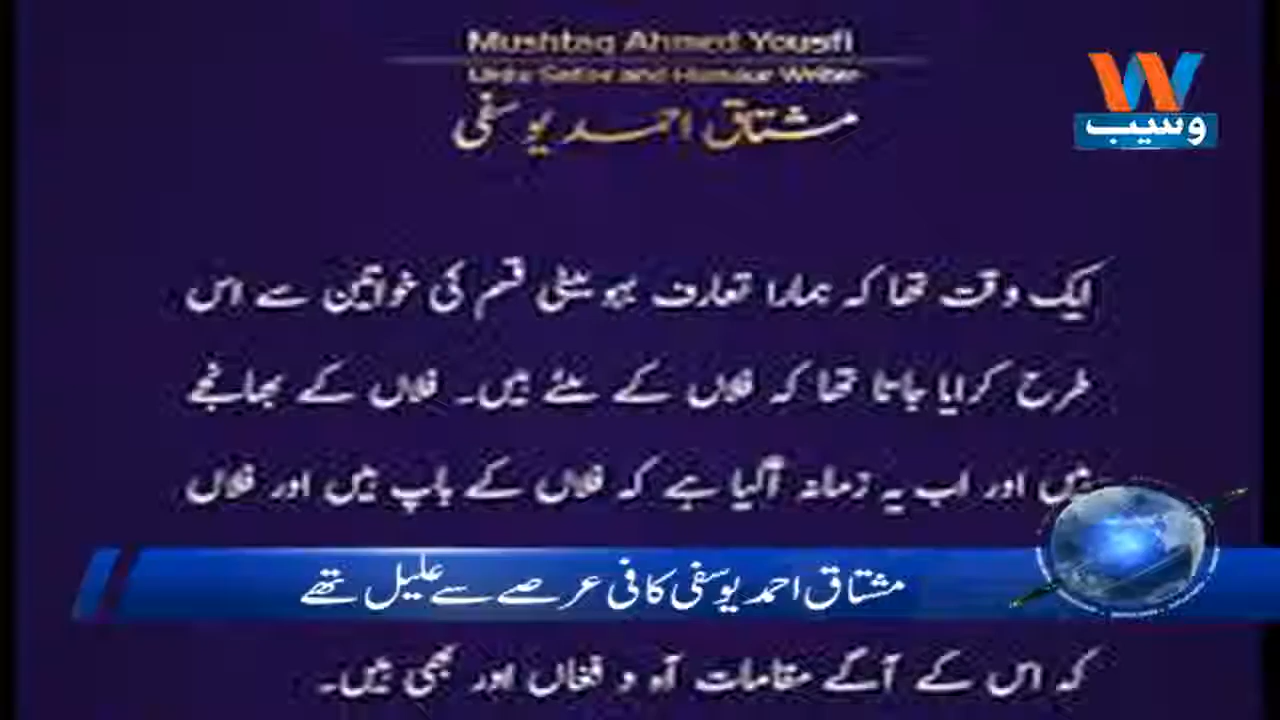 Mushtaq Ahmed Yousfi
Urdu Satire and Humour Writer
مشتاق احمد یوسفی
W
وسیب
ایک وقت تھا کہ ہمارا تعارف بہو بیٹی قسم کی خواتین سے اس
طرح کرایا جاتا تھا کہ فلاں کے بیٹے ہیں۔ فلاں کے بھانجے
ہیں اور اب یہ زمانہ آگیا ہے کہ فلاں کے باپ ہیں اور فلاں
مشتاق احمد یوسفی کافی عرصے سے علیل تھے
کہ اس کے آگے مقامات آہ و فغاں اور بھی ہیں۔